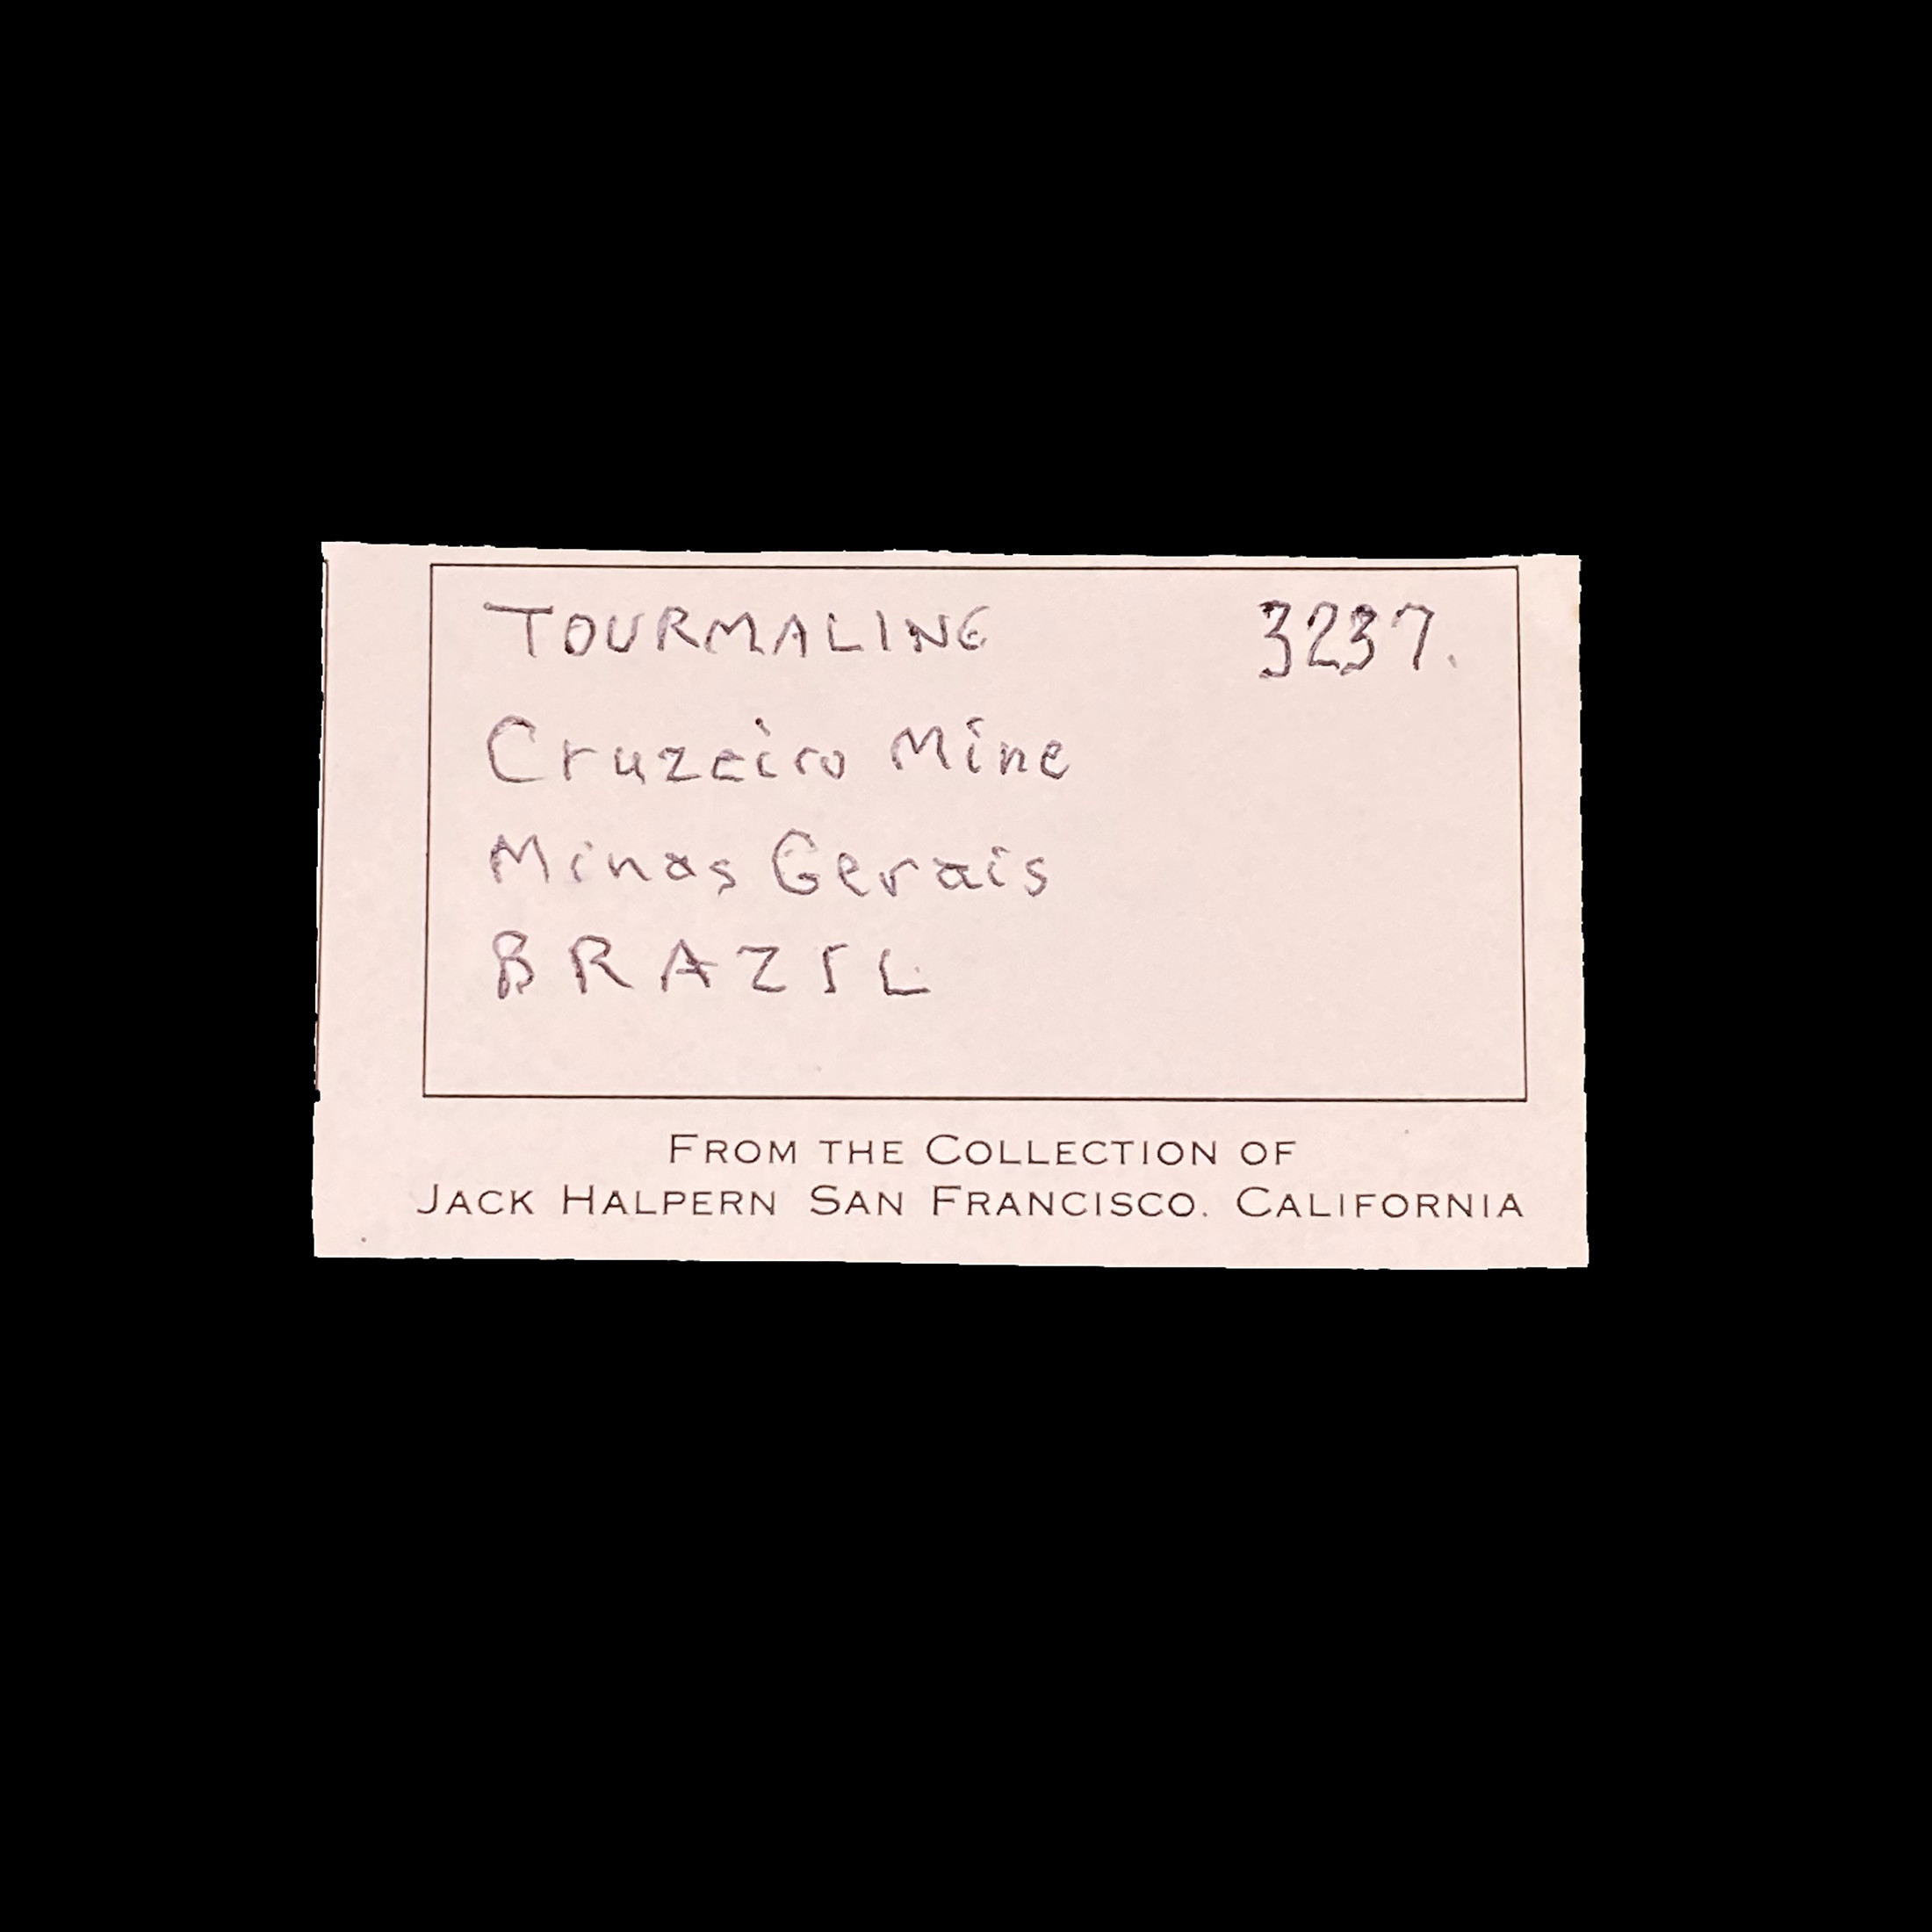 TOURMALINE 3237.
Cruzeiro Mine
Minas Gerais
BRAZIL
FROM THE COLLECTION OF
JACK HALPERN SAN FRANCISCO. CALIFORNIA